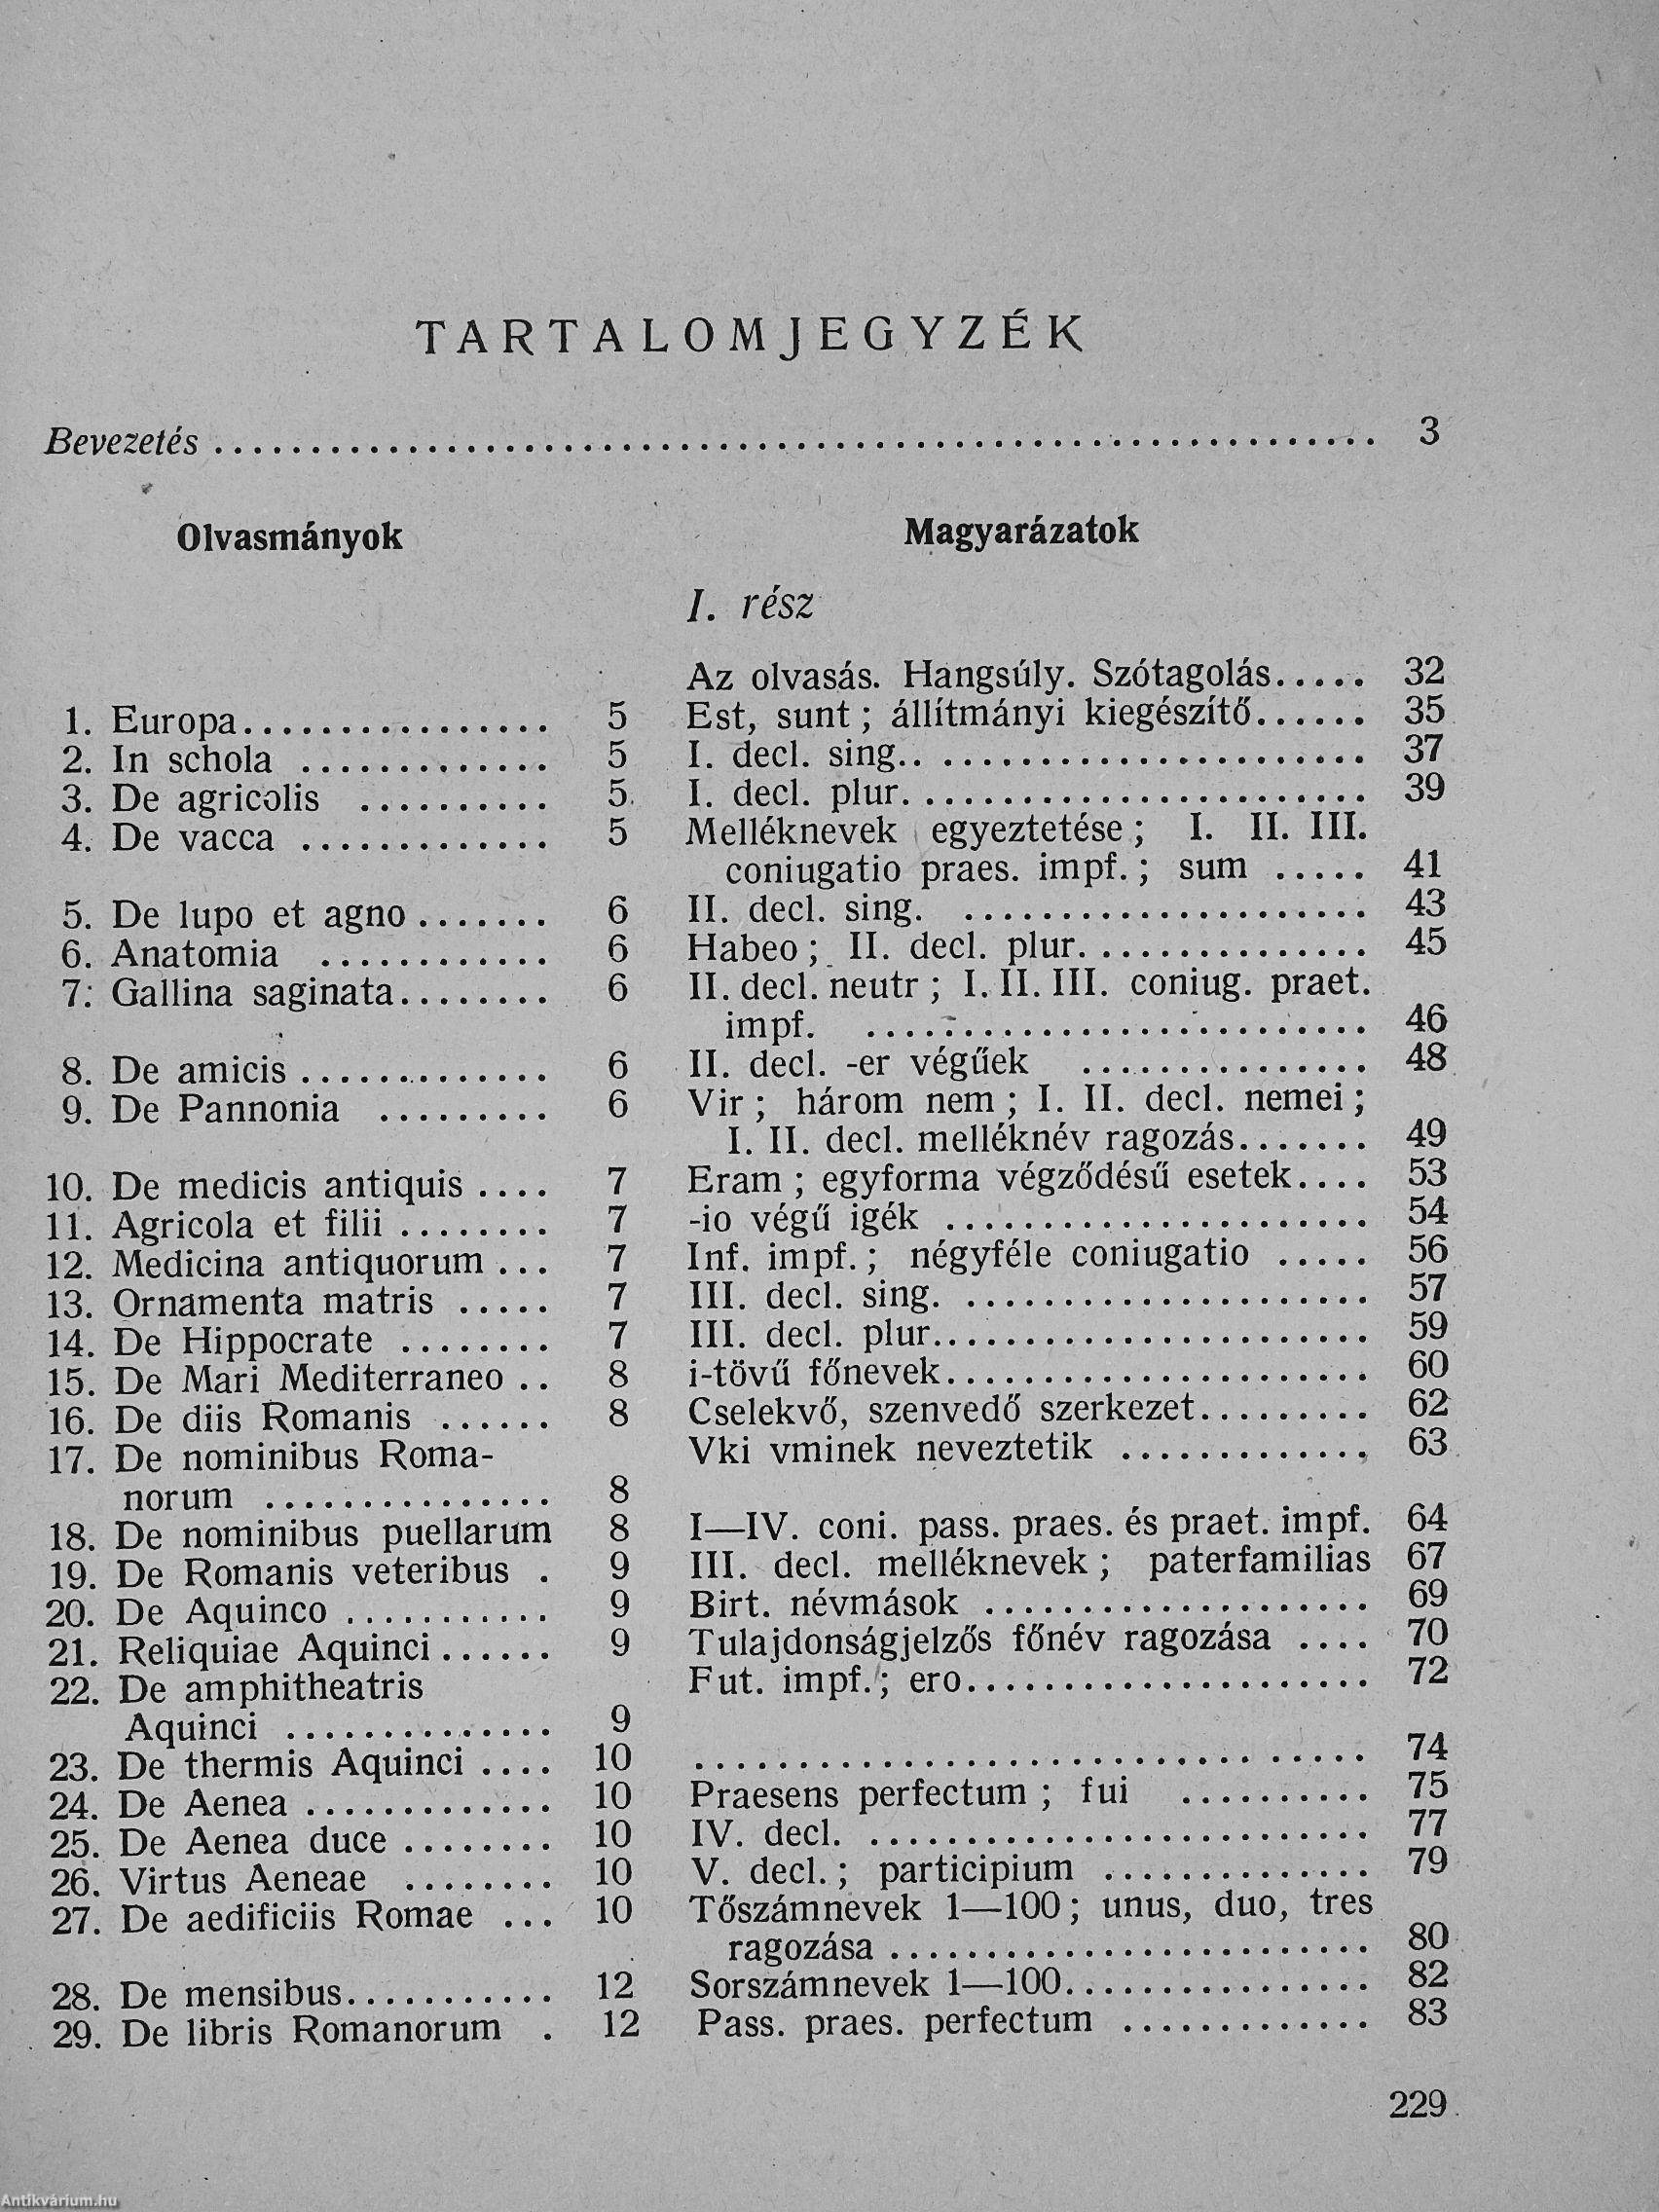 TARTALOMJEGYZÉK
Bevezetés ............................................................. 3
Olvasmányok Magyarázatok
I. rész
Az olvasás. Hangsúly. Szótagolás..... 32
1. Europa................ 5 Est, sunt ; állítmányi kiegészítő...... 35
2. In schola ............. 5 I. decl. sing.. ...................... 37
3. De agricolis .......... 5 I. decl. plur. ....................... 39
4. De vacca ............. 5 Melléknevek egyeztetése ; I. II. III.
coniugatio praes. impf. ; sum ..... 41
5. De lupo et agno ....... 6 II. decl. sing. ..................... 43
6. Anatomia ............ 6 Habeo ; II. decl. plur. .............. 45
7. Gallina saginata........ 6 II. decl. neutr ; I. II. III. coniug. praet.
impf. .......................... 46
8. De amicis ............. 6 II. decl. -er végűek ............... 48
9. De Pannonia ......... 6 Vir ; három nem ; I. II. decl. nemei ;
I. II. decl. melléknév ragozás....... 49
10. De medicis antiquis .... 7 Eram ; egyforma végződésű esetek.... 53
11. Agricola et filii ........ 7 -io végű igék ...................... 54
12. Medicina antiquorum ... 7 Inf. impf. ; négyféle coniugatio ..... 56
13. Ornamenta matris ..... 7 III. decl. sing. ..................... 57
14. De Hippocrate ........ 7 III. decl. plur....................... 59
15. De Mari Mediterraneo .. 8 i-tövű főnevek...................... 60
16. De diis Romanis ...... 8 Cselekvő, szenvedő szerkezet......... 62
17. De nominibus Roma- Vki vminek neveztetik ............. 63
norum ............... 8
18. De nominibus puellarum 8 I—IV. coni. pass. praes. és praet. impf. 64
19. De Romanis veteribus . 9 III. decl. melléknevek ; paterfamilias 67
20. De Aquinco ........... 9 Birt. névmások .................... 69
21. Reliquiae Aquinci ...... 9 Tulajdonságjelzős főnév ragozása .... 70
22. De amphitheatris Fut. impf. ; ero..................... 72
Aquinci .............. 9
23. De thermis Aquinci .... 10 .................................. 74
24. De Aenea ............. 10 Praesens perfectum ; fui .......... 75
25. De Aenea duce ........ 10 IV. decl. .......................... 77
26. Virtus Aeneae ........ 10 V. decl. ; participium .............. 79
27. De aedificiis Romae ... 10 Tőszámnevek 1—100 ; unus, duo, tres
ragozása ......................... 80
28. De mensibus........... 12 Sorszámnevek 1—100................ 82
29. De libris Romanorum . 12 Pass. praes. perfectum ............. 83
229
Antikvárium.hu